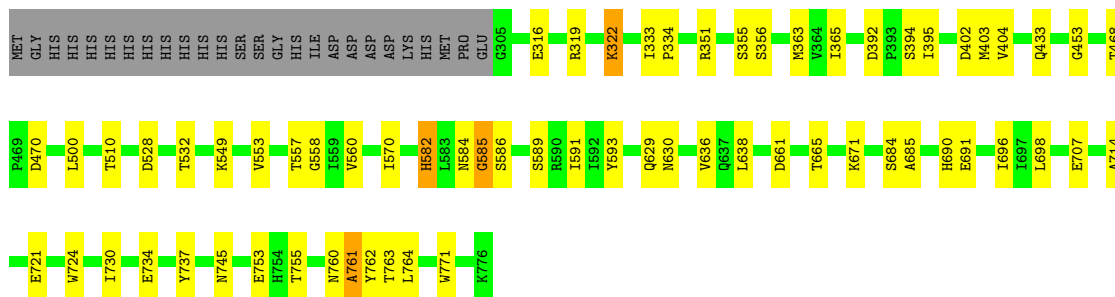 MET GLY HIS HIS HIS HIS HIS HIS HIS HIS HIS HIS SER SER GLY HIS ILE ASP ASP ASP ASP LYS HIS MET PRO GLU G305 E316 R319 K322 I333 P334 R351 S355 S356 M363 V364 I365 D392 P393 S394 I395 D402 M403 V404 Q433 G453 T468
P469 D470 L500 T510 D528 T532 K549 V553 T557 G558 I559 V560 I570 H582 L583 N584 G585 S586 S589 R590 I591 I592 Y593 Q629 N630 V636 Q637 L638 D661 T665 K671 S684 A685 H690 E691 I696 I697 L698 E707 A714
E721 W724 I730 E734 Y737 N745 E753 H754 T755 N760 A761 Y762 T763 L764 W771 K776